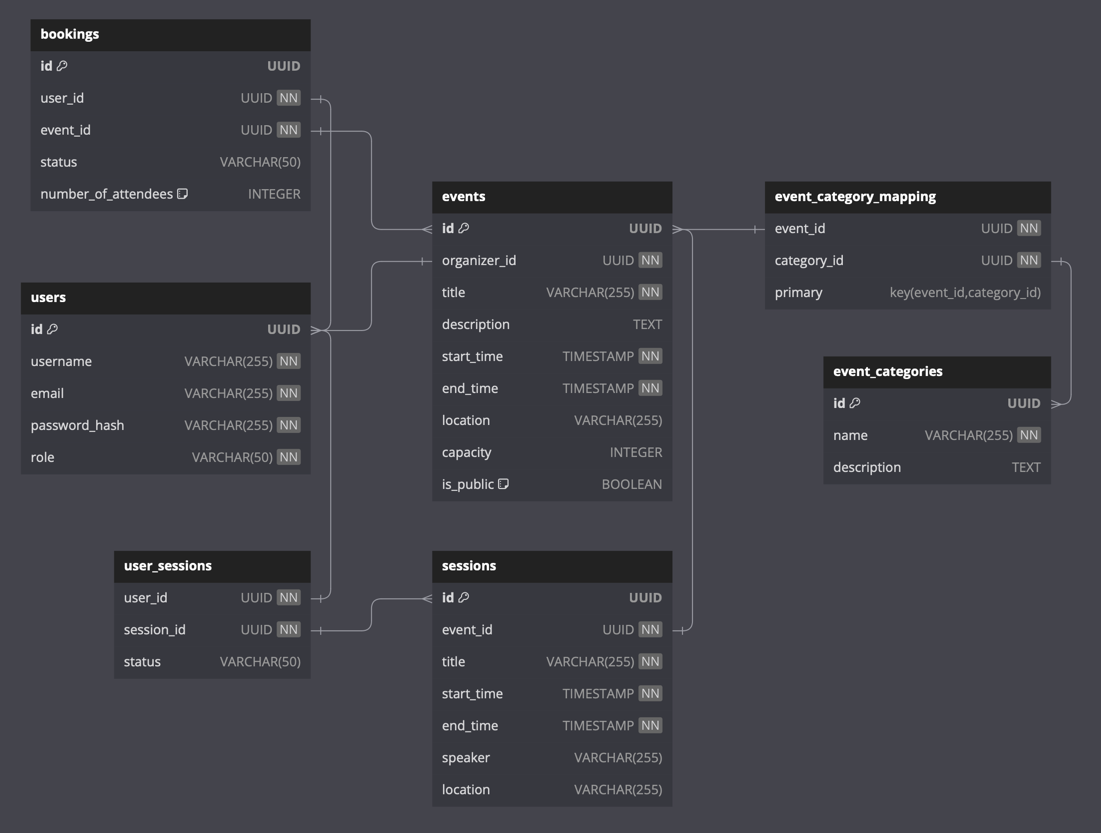 bookings
id UUID
user_id UUID NN
event_id UUID NN
status VARCHAR(50)
number_of_attendees INTEGER
users
id UUID
username VARCHAR(255) NN
email VARCHAR(255) NN
password_hash VARCHAR(255) NN
role VARCHAR(50) NN
user_sessions
user_id UUID NN
session_id UUID NN
status VARCHAR(50)
events
id UUID
organizer_id UUID NN
title VARCHAR(255) NN
description TEXT
start_time TIMESTAMP NN
end_time TIMESTAMP NN
location VARCHAR(255)
capacity INTEGER
is_public BOOLEAN
sessions
id UUID
event_id UUID NN
title VARCHAR(255) NN
start_time TIMESTAMP NN
end_time TIMESTAMP NN
speaker VARCHAR(255)
location VARCHAR(255)
event_category_mapping
event_id UUID NN
category_id UUID NN
primary key(event_id,category_id)
event_categories
id UUID
name VARCHAR(255) NN
description TEXT